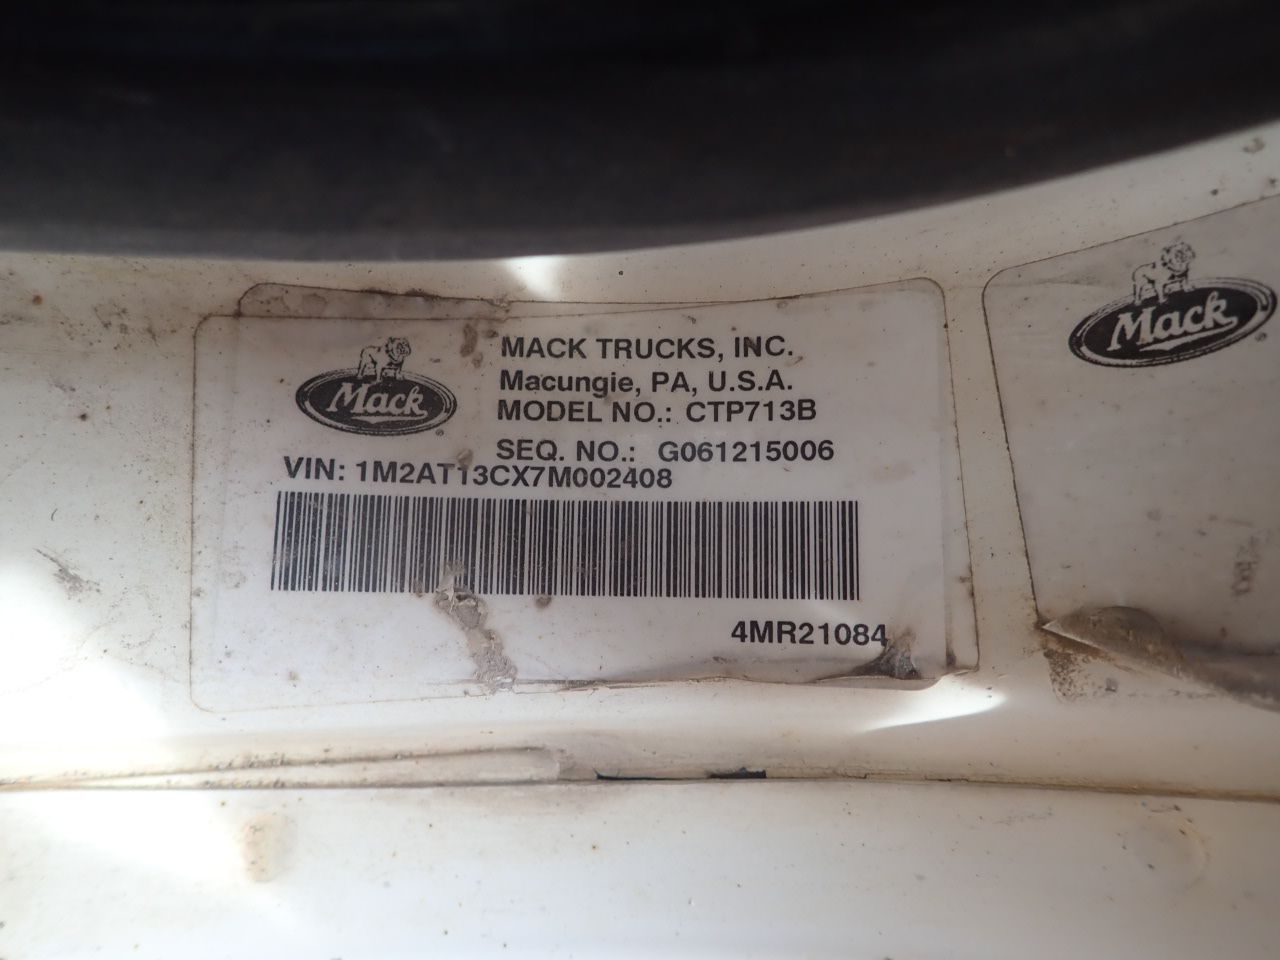 Mack
MACK TRUCKS, INC.
Macungie, PA, U.S.A.
MODEL NO.: CTP713B
SEQ. NO.: G061215006
VIN: 1M2AT13CX7M002408
4MR21084
Mack